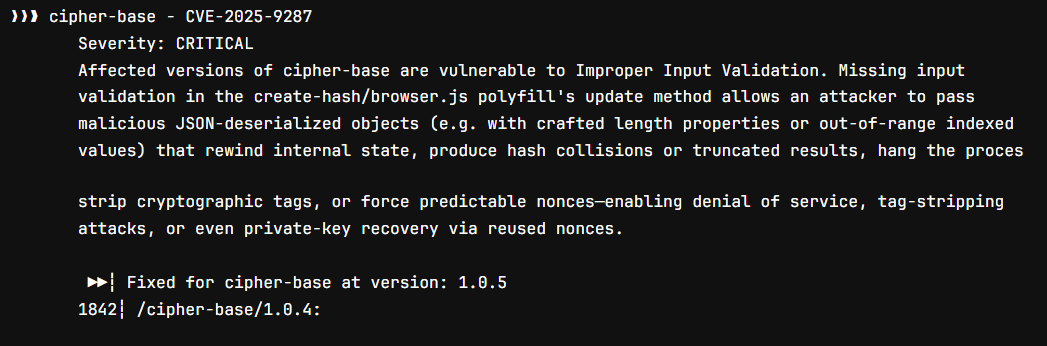 ❱❱❱ cipher-base - CVE-2025-9287
Severity: CRITICAL
Affected versions of cipher-base are vulnerable to Improper Input Validation. Missing input
validation in the create-hash/browser.js polyfill's update method allows an attacker to pass
malicious JSON-deserialized objects (e.g. with crafted length properties or out-of-range indexed
values) that rewind internal state, produce hash collisions or truncated results, hang the proces
strip cryptographic tags, or force predictable nonces—enabling denial of service, tag-stripping
attacks, or even private-key recovery via reused nonces.
▶▶┆ Fixed for cipher-base at version: 1.0.5
1842┆ /cipher-base/1.0.4: